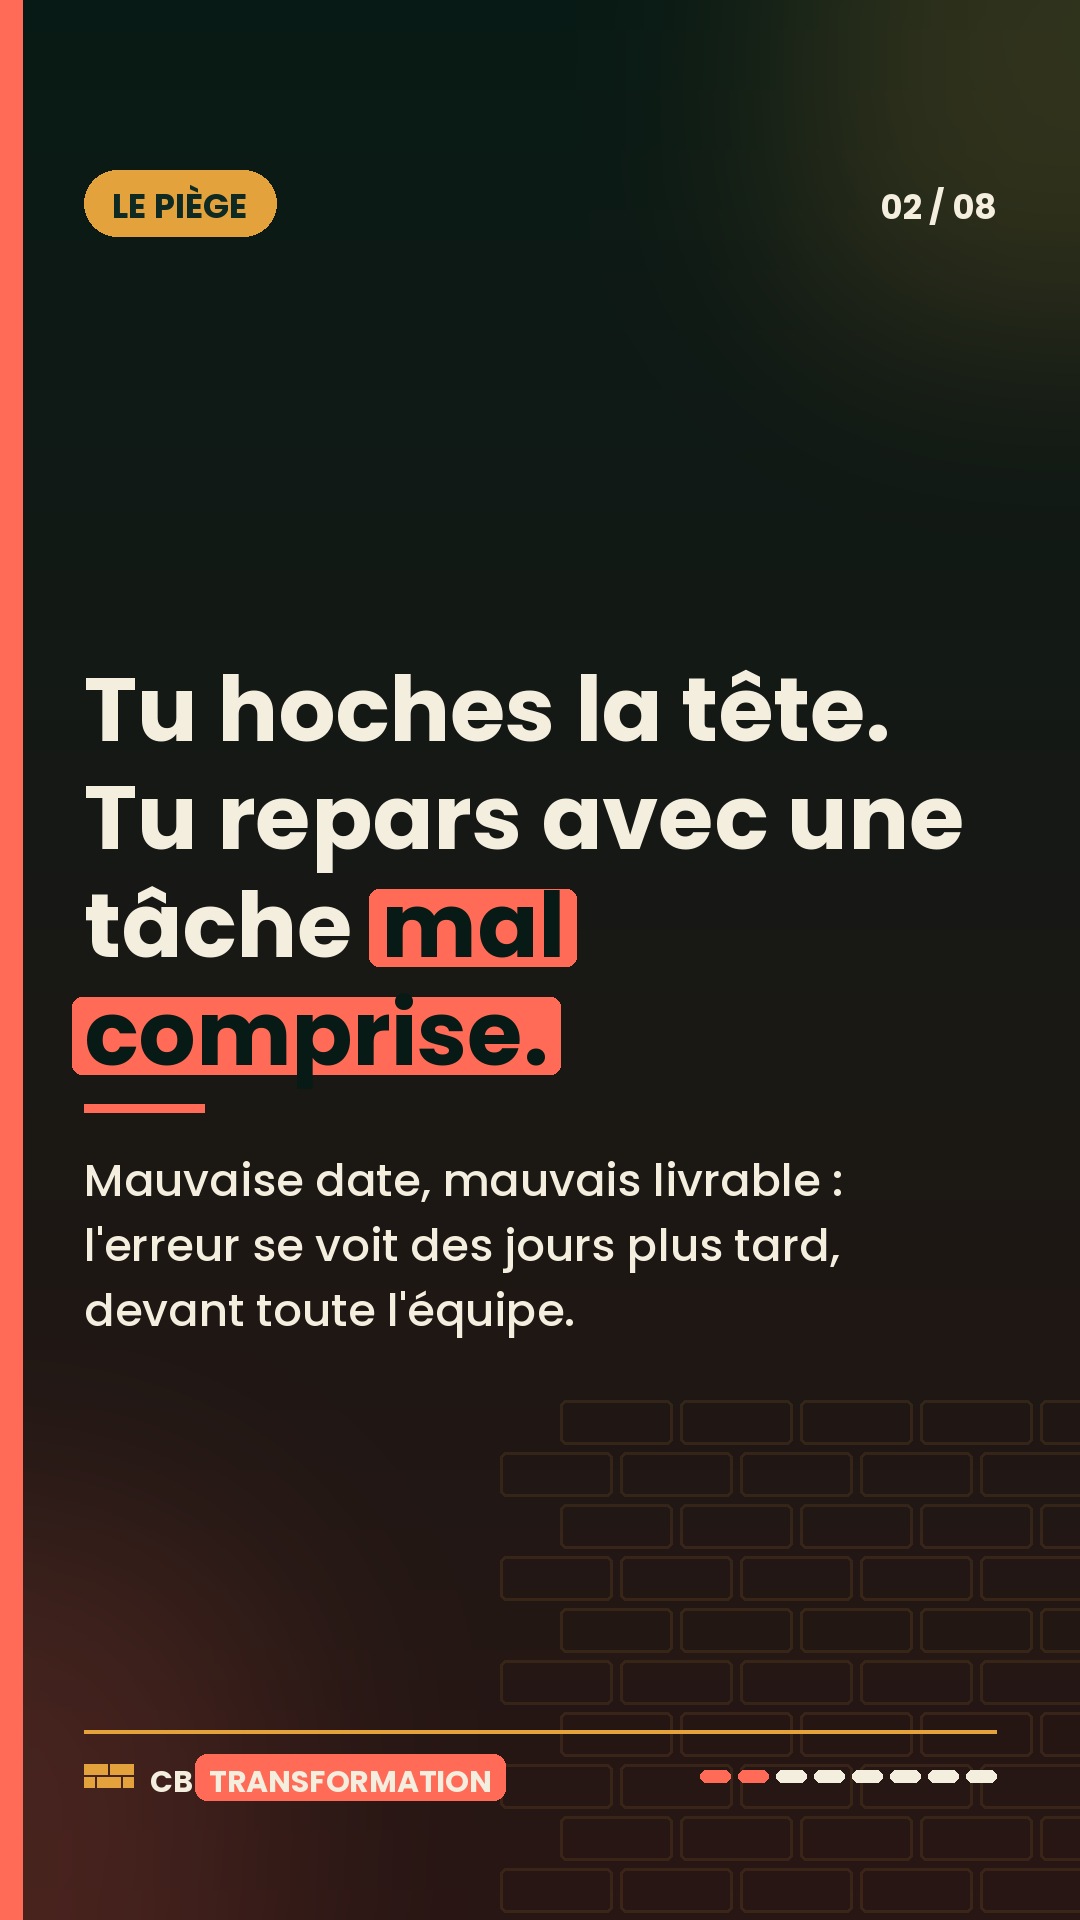 LE PIÈGE
02 / 08
Tu hoches la tête.
Tu repars avec une
tâche mal
comprise.
Mauvaise date, mauvais livrable :
l'erreur se voit des jours plus tard,
devant toute l'équipe.
CB TRANSFORMATION